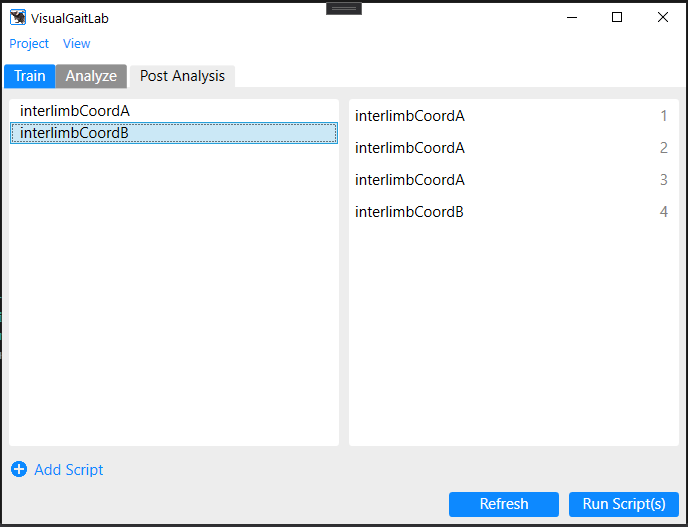 VisualGaitLab
Project View
Train Analyze Post Analysis
interlimbCoordA
interlimbCoordB
interlimbCoordA 1
interlimbCoordA 2
interlimbCoordA 3
interlimbCoordB 4
Add Script
Refresh Run Script(s)